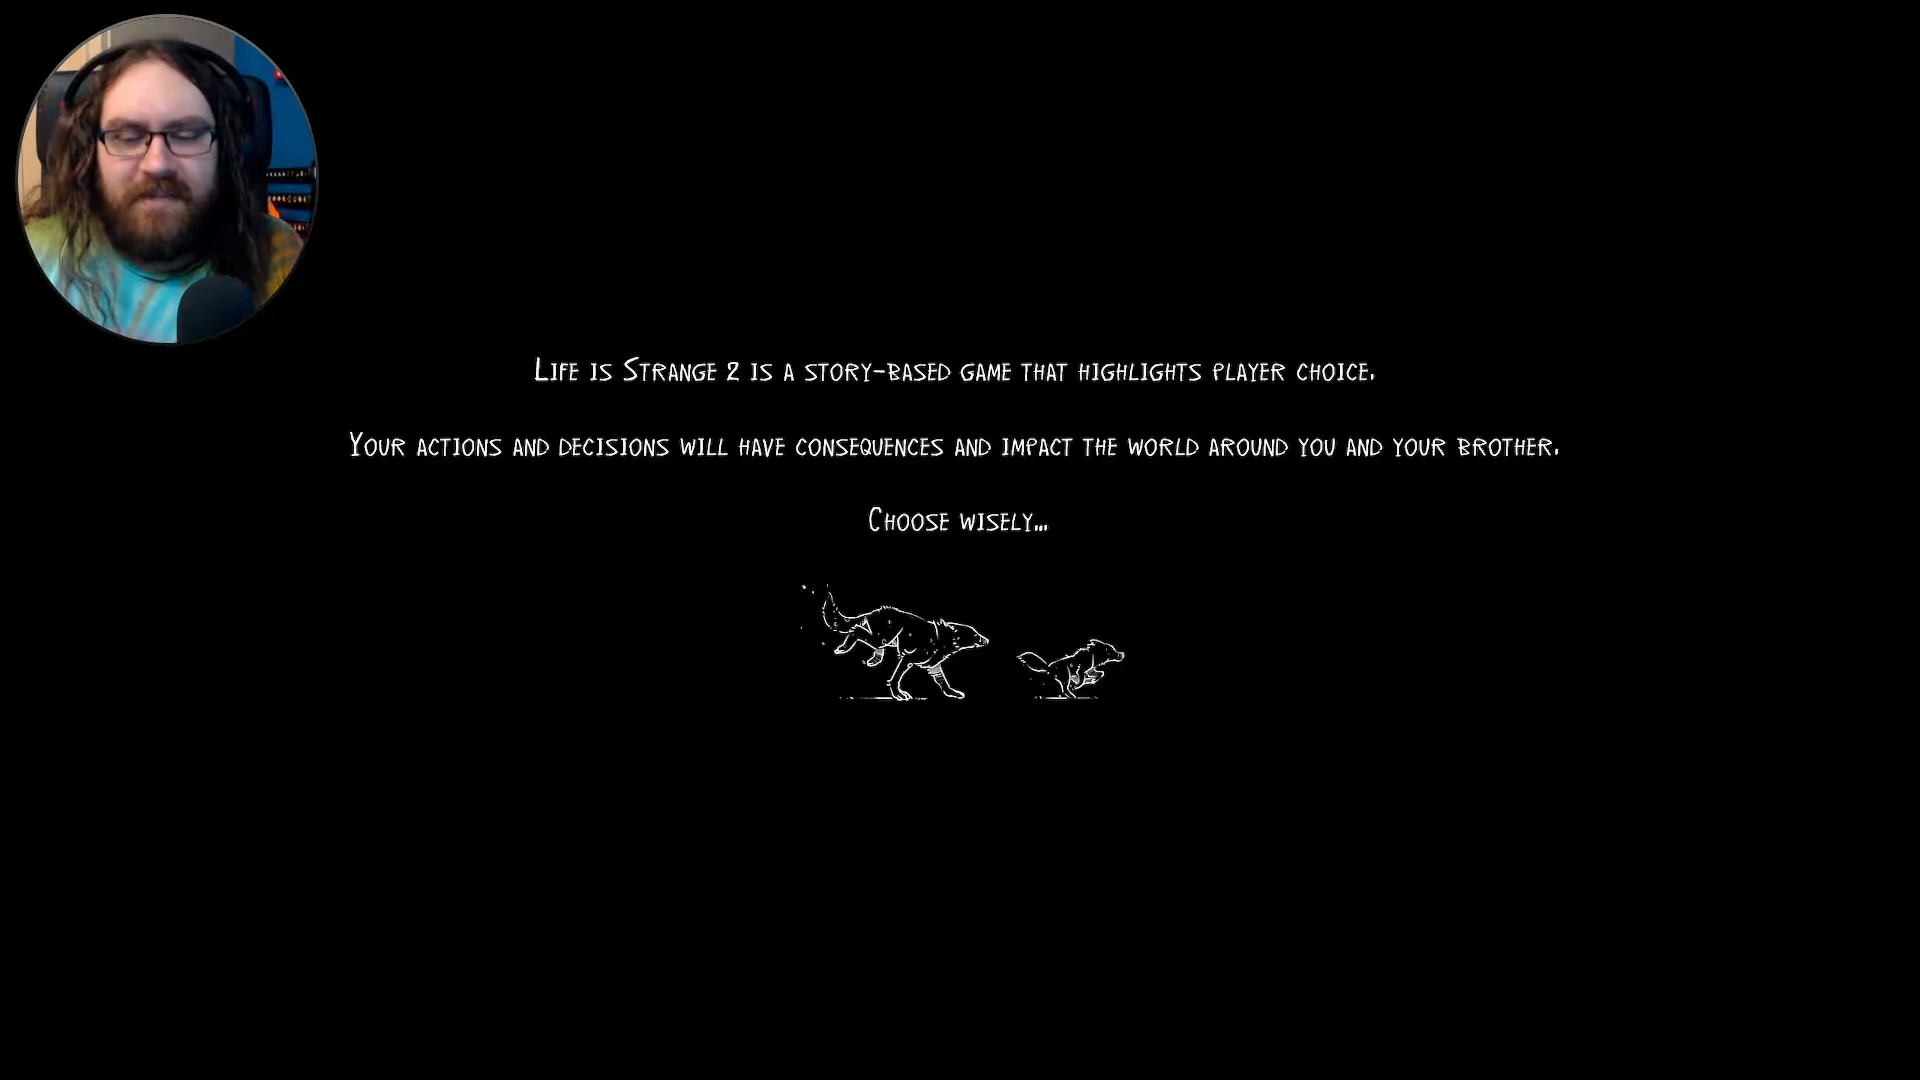 Life is Strange 2 is a story-based game that highlights player choice.
Your actions and decisions will have consequences and impact the world around you and your brother.
Choose wisely...